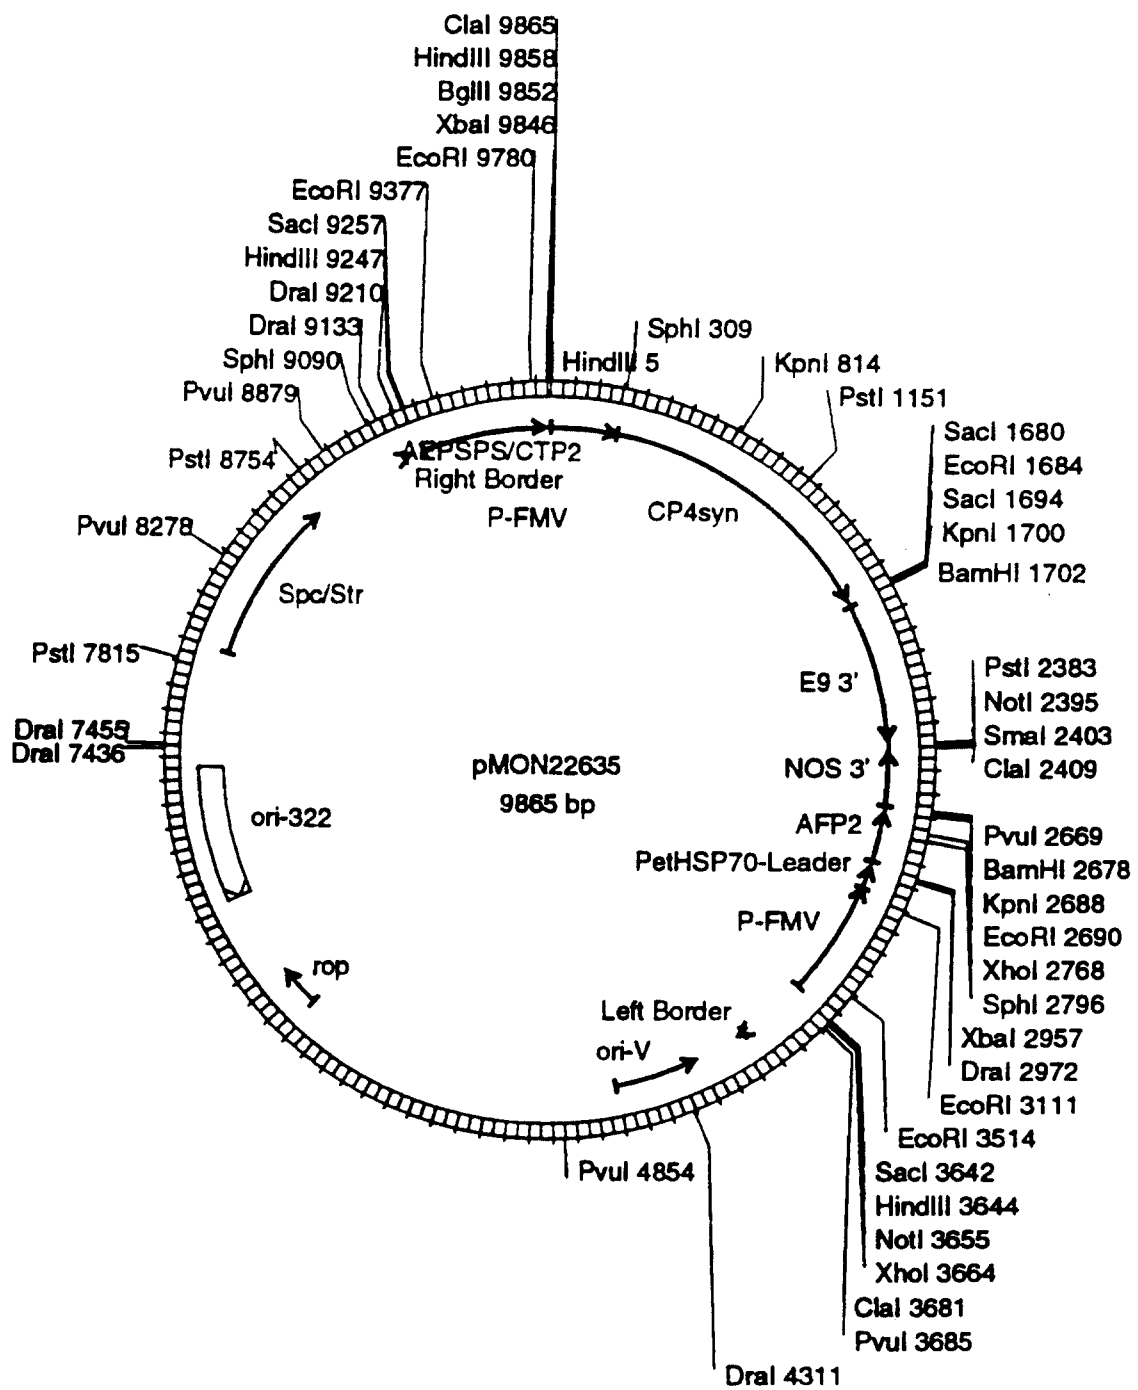 ClaI 9865
HindIII 9858
BglII 9852
XbaI 9846
EcoRI 9780
EcoRI 9377
SacI 9257
HindIII 9247
DraI 9210
DraI 9133
SphI 9090
PvuI 8879
PstI 8754
PvuI 8278
PstI 7815
DraI 7455
DraI 7436
HindIII 5
SphI 309
KpnI 814
PstI 1151
SacI 1680
EcoRI 1684
SacI 1694
KpnI 1700
BamHI 1702
PstI 2383
NotI 2395
SmaI 2403
ClaI 2409
PvuI 2669
BamHI 2678
KpnI 2688
EcoRI 2690
XhoI 2768
SphI 2796
XbaI 2957
DraI 2972
EcoRI 3111
EcoRI 3514
SacI 3642
HindIII 3644
NotI 3655
XhoI 3664
ClaI 3681
PvuI 3685
DraI 4311
PvuI 4854
AEPSPS/CTP2
Right Border
P-FMV
CP4syn
Spc/Str
E9 3'
NOS 3'
AFP2
PetHSP70-Leader
P-FMV
Left Border
ori-V
rop
ori-322
pMON22635
9865 bp